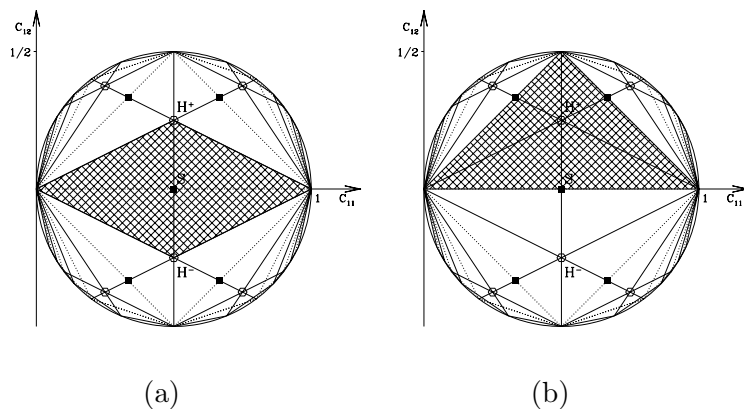 C₁₂
1/2
H⁺
S
H⁻
1
C₁₁
(a)
C₁₂
1/2
H⁺
S
H⁻
1
C₁₁
(b)